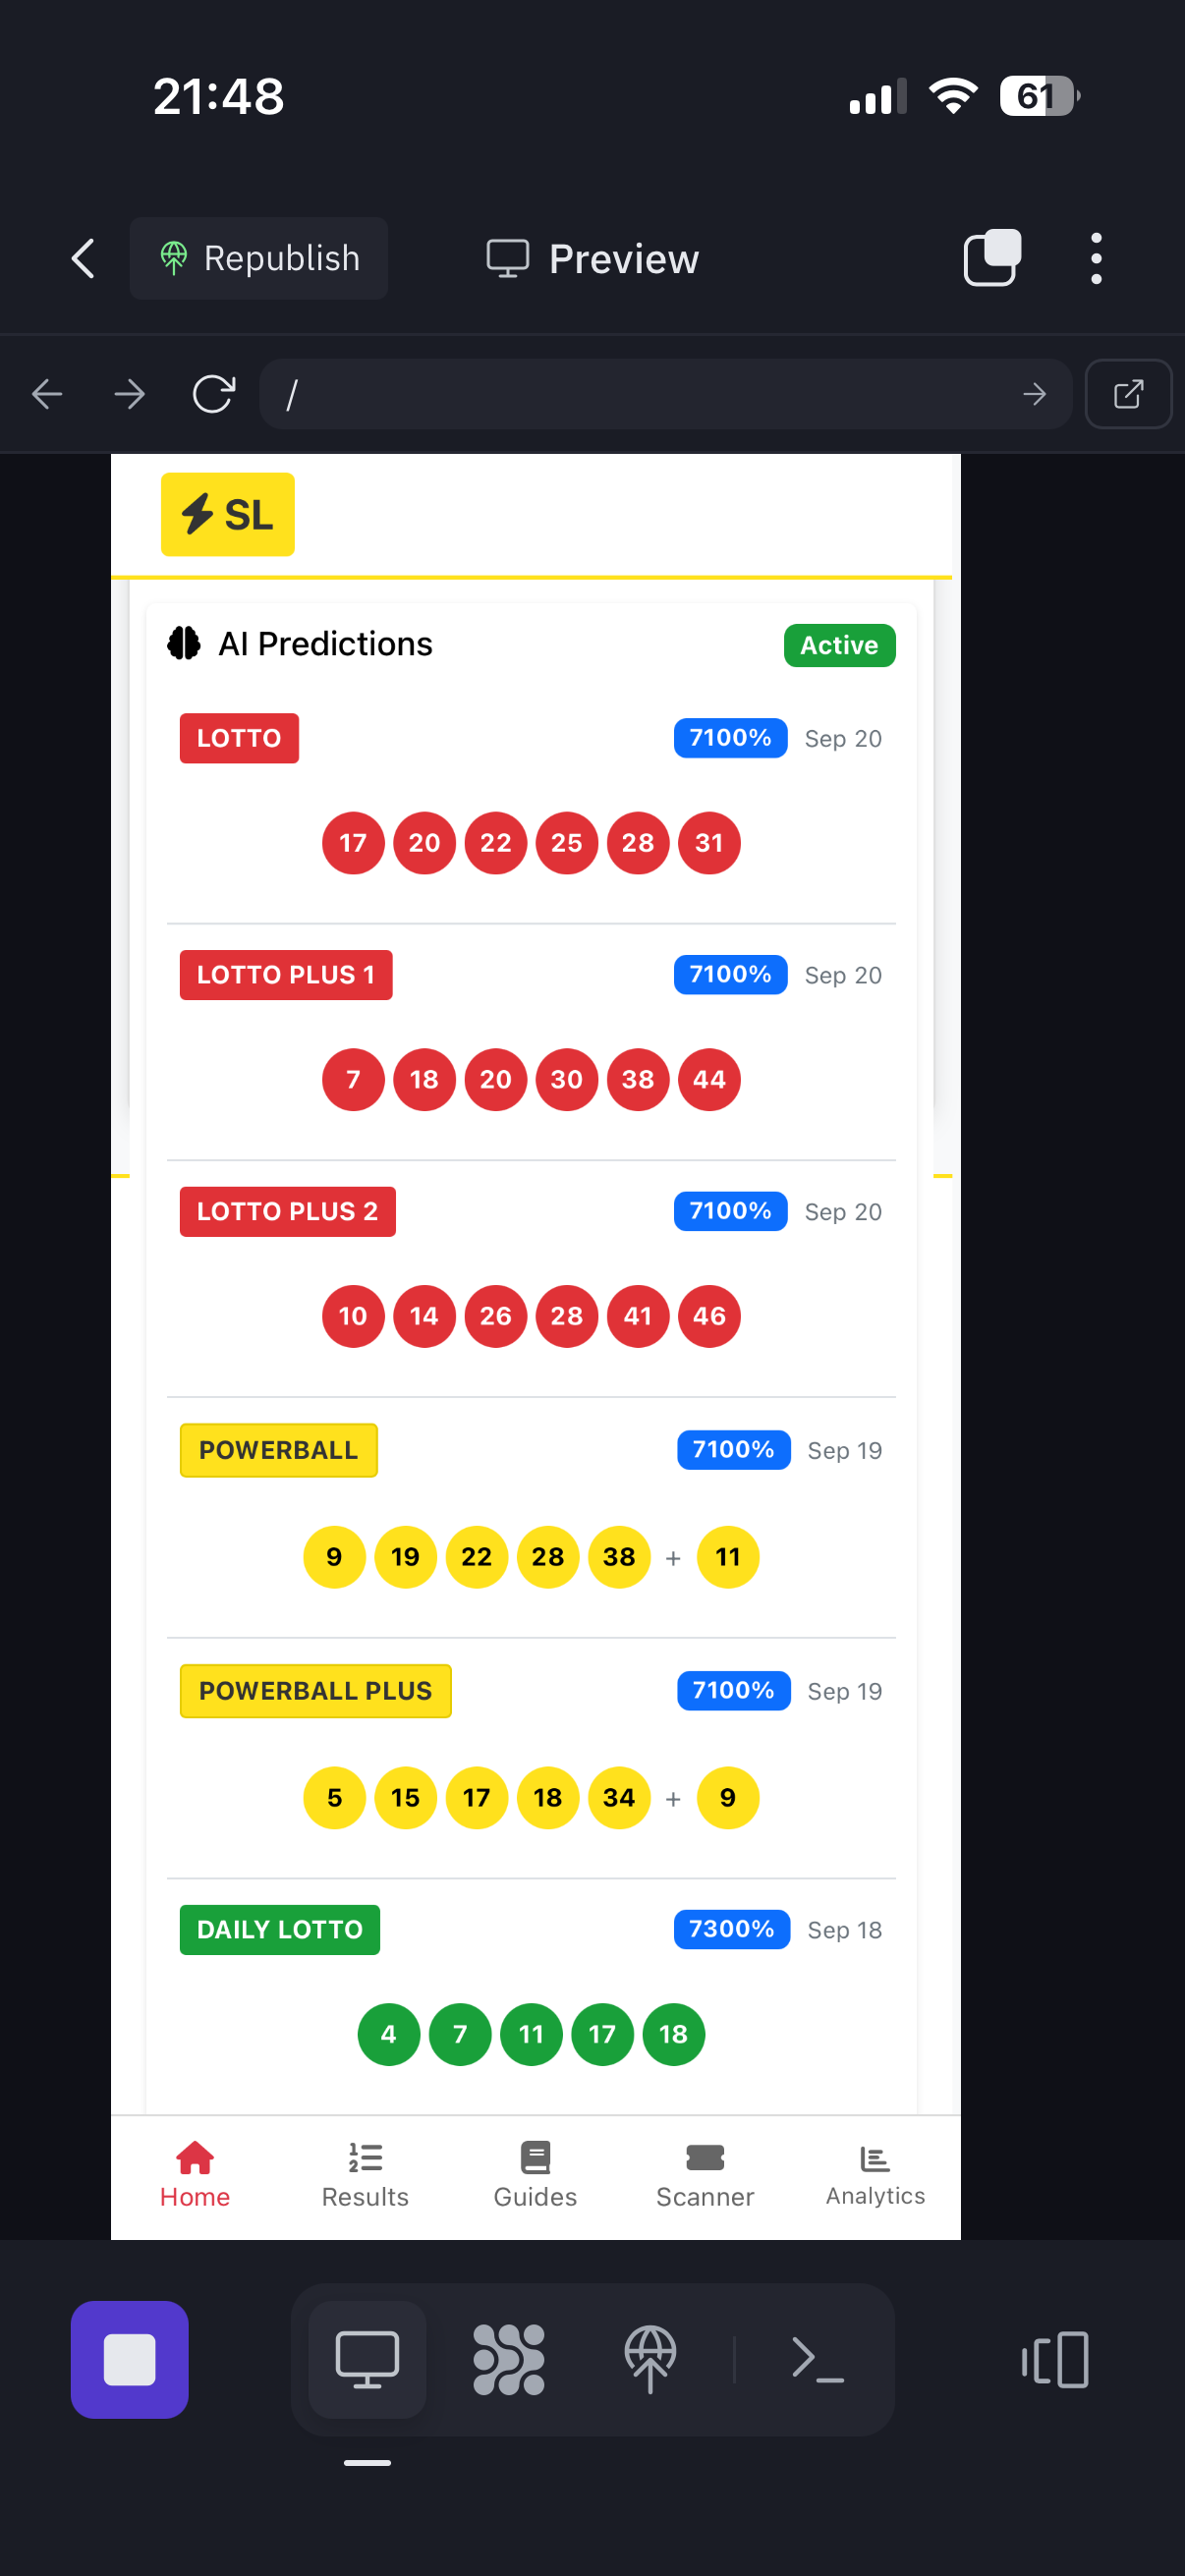 21:48
61
Republish
Preview
/
SL
AI Predictions
Active
LOTTO
7100%
Sep 20
17 20 22 25 28 31
LOTTO PLUS 1
7100%
Sep 20
7 18 20 30 38 44
LOTTO PLUS 2
7100%
Sep 20
10 14 26 28 41 46
POWERBALL
7100%
Sep 19
9 19 22 28 38 + 11
POWERBALL PLUS
7100%
Sep 19
5 15 17 18 34 + 9
DAILY LOTTO
7300%
Sep 18
4 7 11 17 18
Home
Results
Guides
Scanner
Analytics